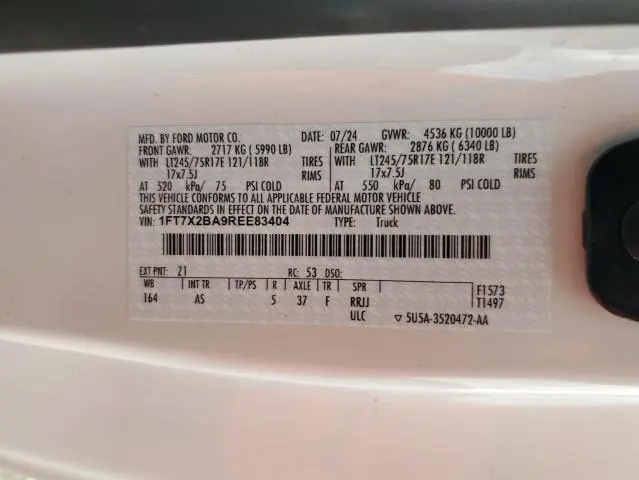 MFD. BY FORD MOTOR CO. DATE: 07/24 GVWR: 4536 KG (10000 LB)
FRONT GAWR: 2717 KG (5990 LB) REAR GAWR: 2876 KG (6340 LB)
WITH LT245/75R17E 121/118R TIRES WITH LT245/75R17E 121/118R TIRES
17x7.5J RIMS 17x7.5J RIMS
AT 520 kPa/ 75 PSI COLD AT 550 kPa/ 80 PSI COLD
THIS VEHICLE CONFORMS TO ALL APPLICABLE FEDERAL MOTOR VEHICLE
SAFETY STANDARDS IN EFFECT ON THE DATE OF MANUFACTURE SHOWN ABOVE.
VIN: 1FT7X2BA9REE83404 TYPE: Truck
EXT PNT: Z1 RC: 53 DSO:
WB INT TR TP/PS R AXLE TR SPR F1573
164 AS 5 37 F RRJJ T1497
ULC ▽ 5U5A-3520472-AA